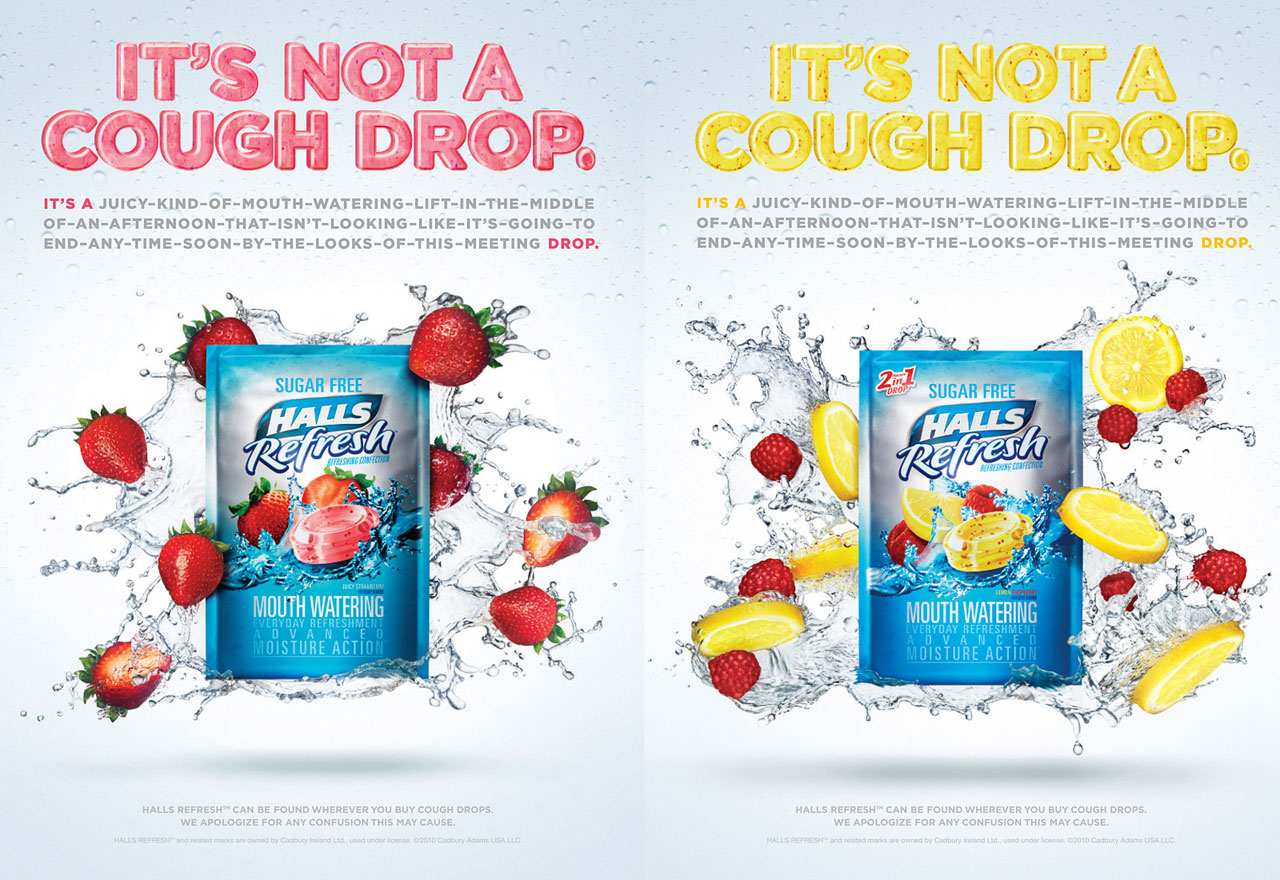 IT'S NOT A
COUGH DROP.
IT'S A JUICY-KIND-OF-MOUTH-WATERING-LIFT-IN-THE-MIDDLE
OF-AN-AFTERNOON-THAT-ISN'T-LOOKING-LIKE-IT'S-GOING-TO
END-ANY-TIME-SOON-BY-THE-LOOKS-OF-THIS-MEETING DROP.
SUGAR FREE
HALLS
Refresh™
REFRESHING CONFECTION
JUICY STRAWBERRY
MOUTH WATERING
EVERYDAY REFRESHMENT
ADVANCED
MOISTURE ACTION
HALLS REFRESH™ CAN BE FOUND WHEREVER YOU BUY COUGH DROPS.
WE APOLOGIZE FOR ANY CONFUSION THIS MAY CAUSE.
HALLS REFRESH™ and related marks are owned by Cadbury Ireland Ltd., used under license. ©2010 Cadbury Adams USA LLC.
IT'S NOT A
COUGH DROP.
IT'S A JUICY-KIND-OF-MOUTH-WATERING-LIFT-IN-THE-MIDDLE
OF-AN-AFTERNOON-THAT-ISN'T-LOOKING-LIKE-IT'S-GOING-TO
END-ANY-TIME-SOON-BY-THE-LOOKS-OF-THIS-MEETING DROP.
2 in 1
DROP
SUGAR FREE
HALLS
Refresh™
REFRESHING CONFECTION
LEMON RASPBERRY
MOUTH WATERING
EVERYDAY REFRESHMENT
ADVANCED
MOISTURE ACTION
HALLS REFRESH™ CAN BE FOUND WHEREVER YOU BUY COUGH DROPS.
WE APOLOGIZE FOR ANY CONFUSION THIS MAY CAUSE.
HALLS REFRESH™ and related marks are owned by Cadbury Ireland Ltd., used under license. ©2010 Cadbury Adams USA LLC.